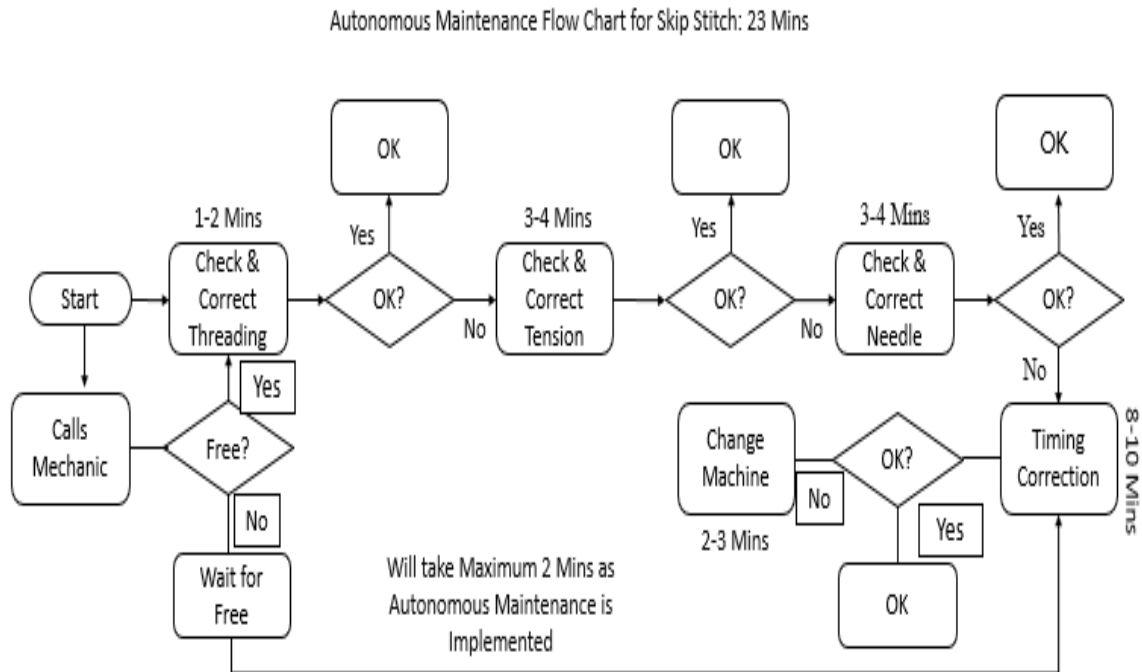 Autonomous Maintenance Flow Chart for Skip Stitch: 23 Mins
OK
OK
OK
1-2 Mins
Yes
3-4 Mins
Yes
3-4 Mins
Yes
Start
Check &
Correct
Threading
OK?
No
Check &
Correct
Tension
OK?
No
Check &
Correct
Needle
OK?
No
Calls
Mechanic
Free?
Yes
No
Wait for
Free
Will take Maximum 2 Mins as
Autonomous Maintenance is
Implemented
Change
Machine
2-3 Mins
No
OK?
Yes
OK
Timing
Correction
8-10 Mins